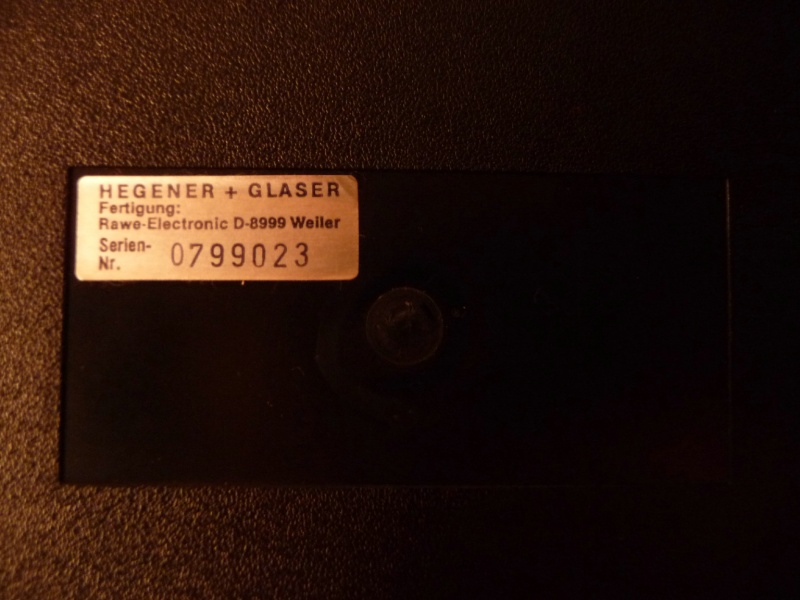 HEGENER + GLASER
Fertigung:
Rawe-Electronic D-8999 Weiler
Serien-
Nr. 0799023